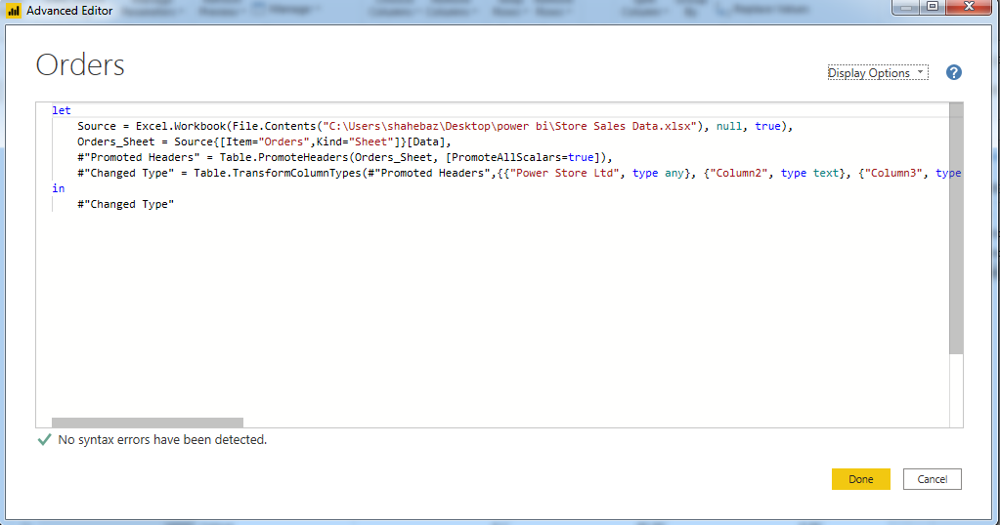 Advanced Editor
Orders
Display Options
?
let
Source = Excel.Workbook(File.Contents("C:\Users\shahebaz\Desktop\power bi\Store Sales Data.xlsx"), null, true),
Orders_Sheet = Source{[Item="Orders",Kind="Sheet"]}[Data],
#"Promoted Headers" = Table.PromoteHeaders(Orders_Sheet, [PromoteAllScalars=true]),
#"Changed Type" = Table.TransformColumnTypes(#"Promoted Headers",{{"Power Store Ltd", type any}, {"Column2", type text}, {"Column3", type
in
#"Changed Type"
No syntax errors have been detected.
Done Cancel